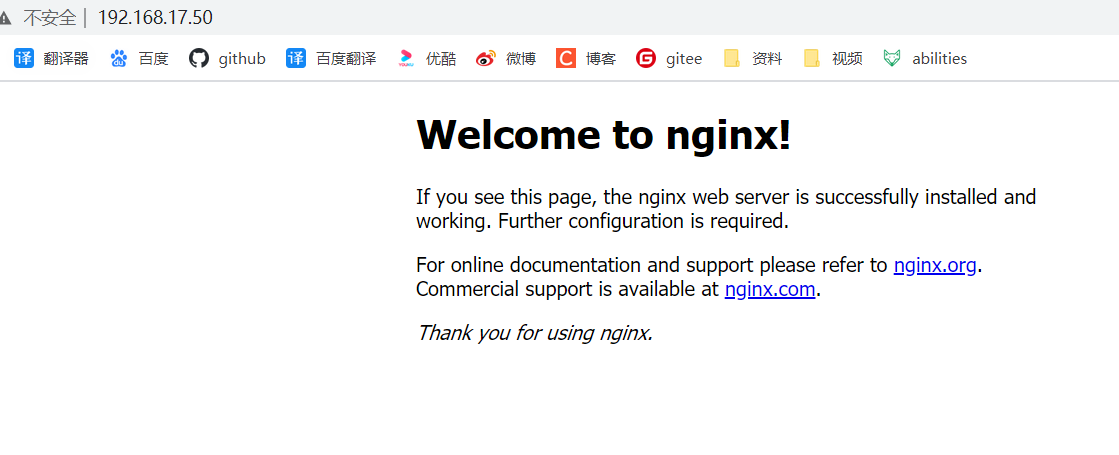 不安全 | 192.168.17.50
译 翻译器 百度 github 译 百度翻译 YOUKU 优酷 微博 C 博客 G gitee 资料 视频 abilities
Welcome to nginx!
If you see this page, the nginx web server is successfully installed and
working. Further configuration is required.
For online documentation and support please refer to nginx.org.
Commercial support is available at nginx.com.
Thank you for using nginx.